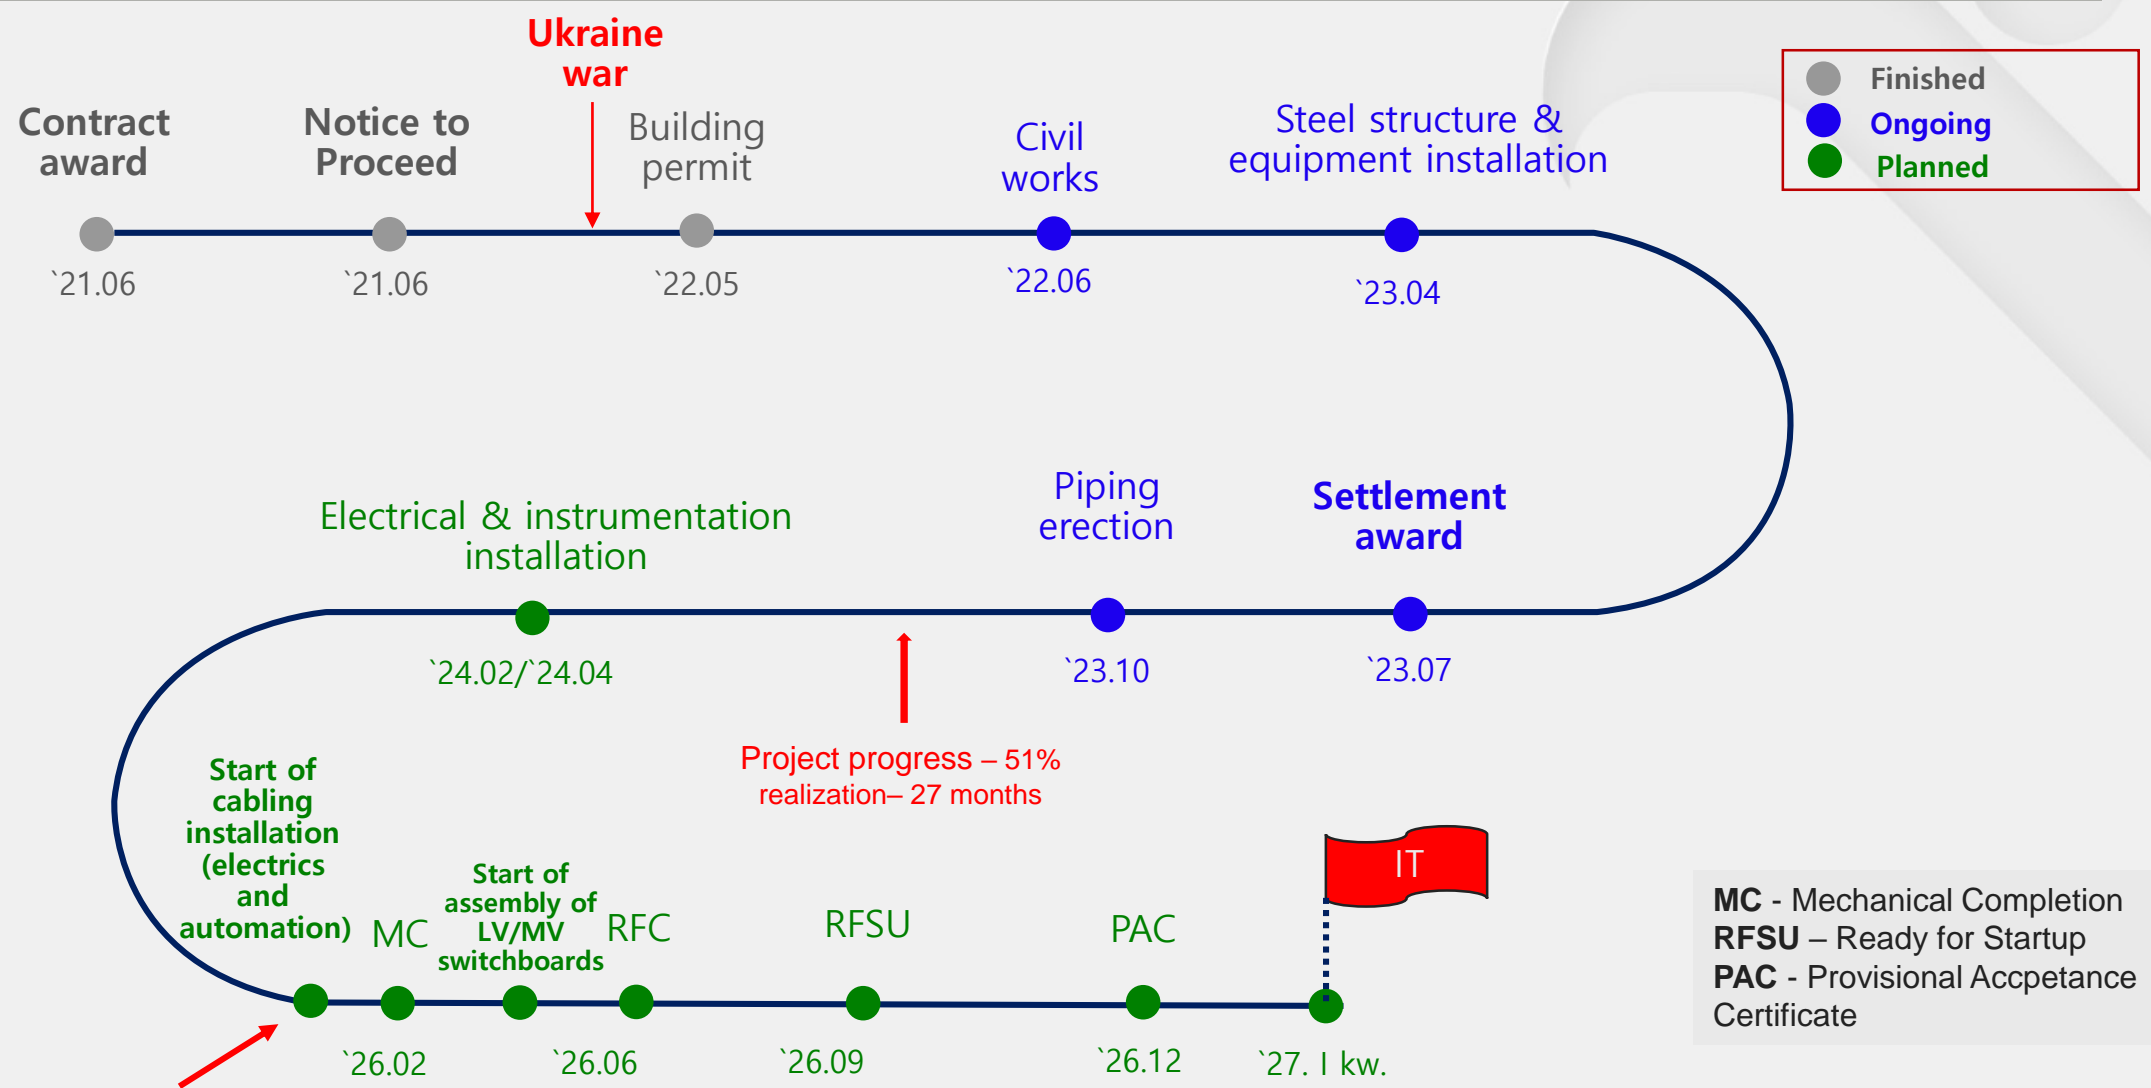 Ukraine
war
Finished
Ongoing
Planned
Contract
award
Notice to
Proceed
Building
permit
Civil
works
Steel structure &
equipment installation
`21.06
`21.06
`22.05
`22.06
`23.04
Electrical & instrumentation
installation
Piping
erection
Settlement
award
`24.02/`24.04
`23.10
`23.07
Project progress – 51%
realization– 27 months
Start of
cabling
installation
(electrics
and
automation)
MC
Start of
assembly of
LV/MV
switchboards
RFC
RFSU
PAC
IT
`26.02
`26.06
`26.09
`26.12
`27. I kw.
MC - Mechanical Completion
RFSU – Ready for Startup
PAC - Provisional Accpetance
Certificate